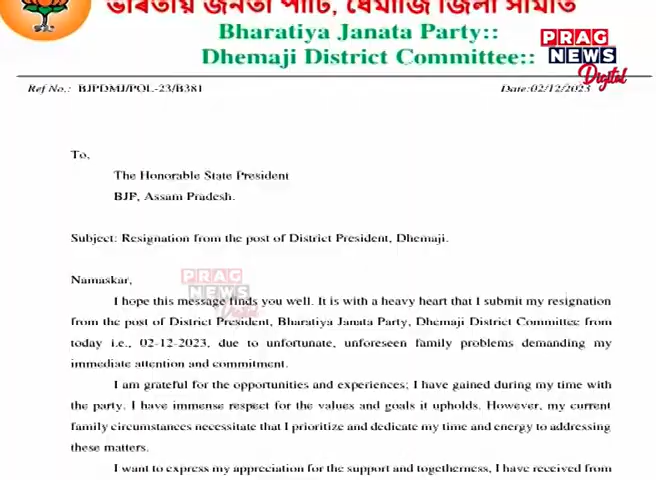 ভাৰতীয় জনতা পাৰ্টি, ধেমাজি জিলা সমিতি
Bharatiya Janata Party::
Dhemaji District Committee::
PRAG
NEWS
Digital
Ref No.: BJPDMJ/POL-23/B381
Date:02/12/2023
To,
The Honorable State President
BJP, Assam Pradesh.
Subject: Resignation from the post of District President, Dhemaji.
Namaskar,
PRAG
NEWS
Digital
I hope this message finds you well. It is with a heavy heart that I submit my resignation
from the post of District President, Bharatiya Janata Party, Dhemaji District Committee from
today i.e., 02-12-2023, due to unfortunate, unforeseen family problems demanding my
immediate attention and commitment.
I am grateful for the opportunities and experiences; I have gained during my time with
the party. I have immense respect for the values and goals it upholds. However, my current
family circumstances necessitate that I prioritize and dedicate my time and energy to addressing
these matters.
I want to express my appreciation for the support and togetherness, I have received from